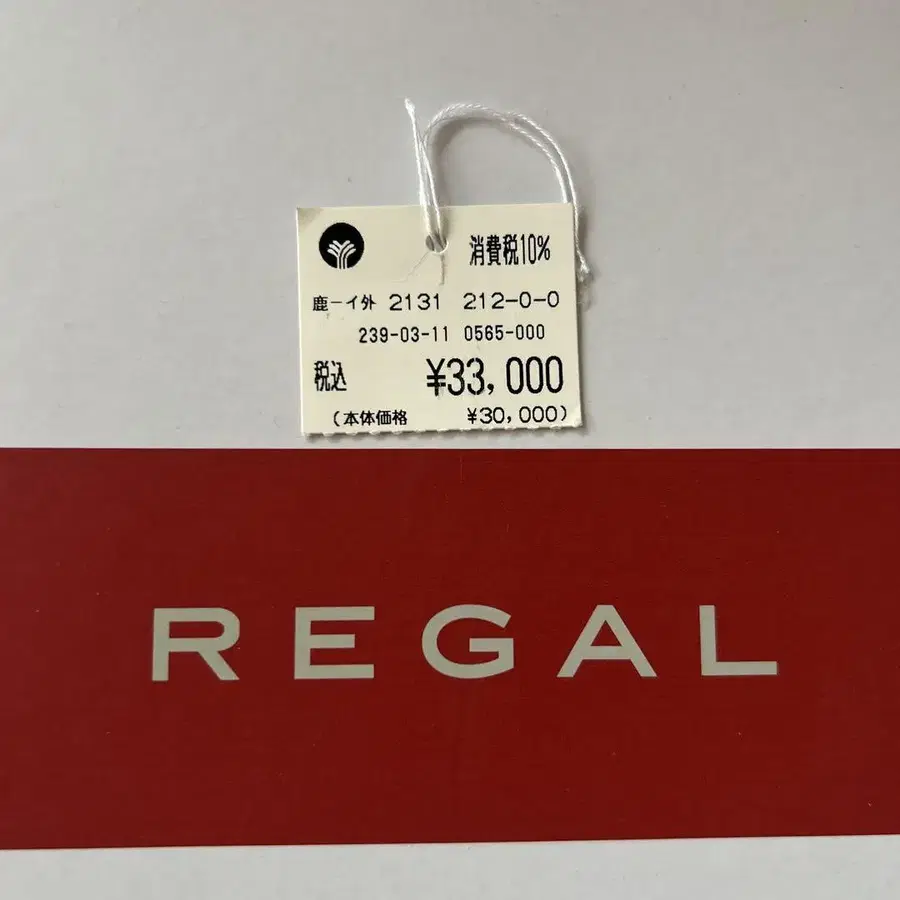 消費税10%
鹿-イ外 2131 212-0-0
239-03-11 0565-000
税込 ¥33,000
(本体価格 ¥30,000)
REGAL